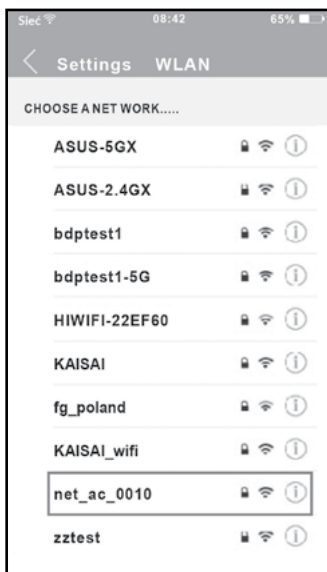 Sieć 08:42 65%
Settings WLAN
CHOOSE A NET WORK.....
ASUS-5GX
ASUS-2.4GX
bdptest1
bdptest1-5G
HIWIFI-22EF60
KAISAI
fg_poland
KAISAI_wifi
net_ac_0010
zztest